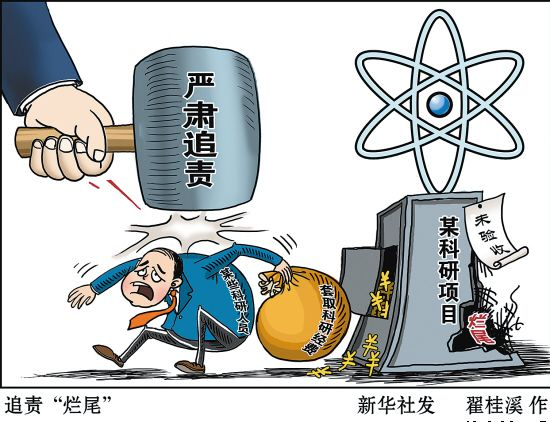 严肃追责
某些科研人员
套取科研经费
某科研项目
未验收
烂尾
追责“烂尾” 新华社发 翟桂溪 作